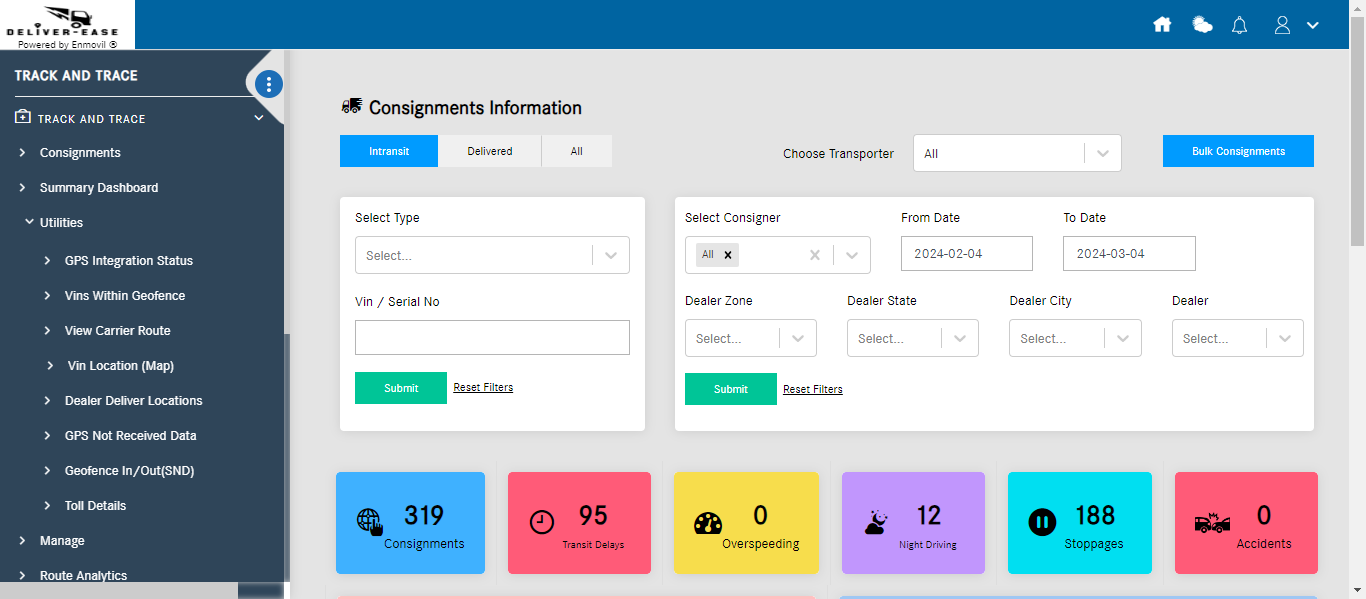 DELIVER-EASE
Powered by Enmovil ®
TRACK AND TRACE
TRACK AND TRACE
Consignments
Summary Dashboard
Utilities
GPS Integration Status
Vins Within Geofence
View Carrier Route
Vin Location (Map)
Dealer Deliver Locations
GPS Not Received Data
Geofence In/Out(SND)
Toll Details
Manage
Route Analytics
Consignments Information
Intransit Delivered All
Choose Transporter All
Bulk Consignments
Select Type
Select...
Vin / Serial No
Submit Reset Filters
Select Consigner From Date To Date
All 2024-02-04 2024-03-04
Dealer Zone Dealer State Dealer City Dealer
Select... Select... Select... Select...
Submit Reset Filters
319 95 0 12 188 0
Consignments Transit Delays Overspeeding Night Driving Stoppages Accidents